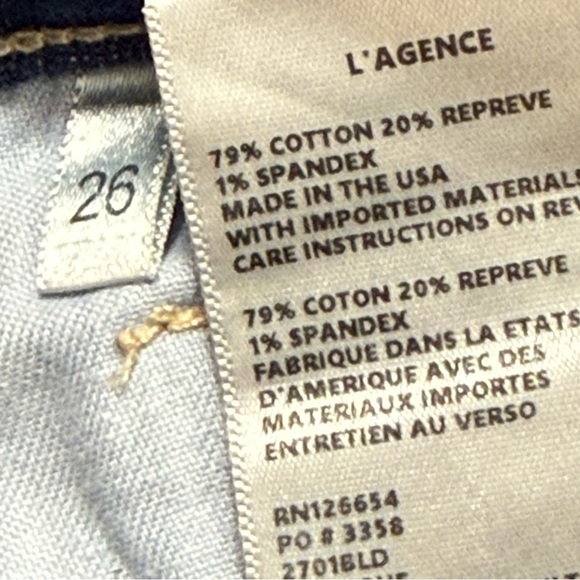 26
L'AGENCE
79% COTTON 20% REPREVE
1% SPANDEX
MADE IN THE USA
WITH IMPORTED MATERIALS
CARE INSTRUCTIONS ON REV
79% COTON 20% REPREVE
1% SPANDEX
FABRIQUE DANS LA ETATS
D'AMERIQUE AVEC DES
MATERIAUX IMPORTES
ENTRETIEN AU VERSO
RN126654
PO # 3358
2701BLD